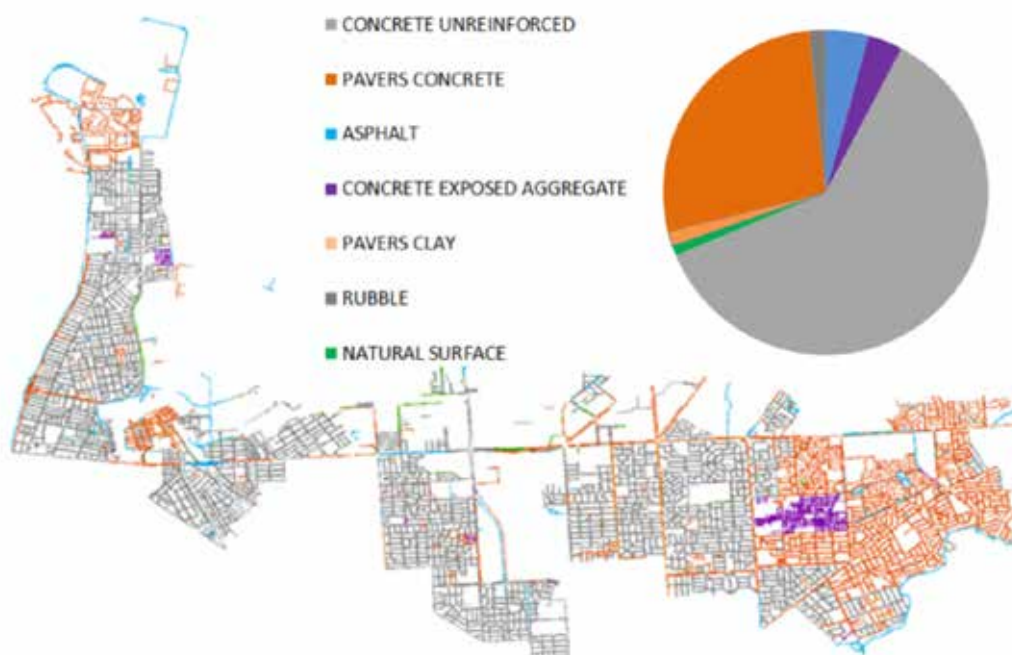 CONCRETE UNREINFORCED
PAVERS CONCRETE
ASPHALT
CONCRETE EXPOSED AGGREGATE
PAVERS CLAY
RUBBLE
NATURAL SURFACE